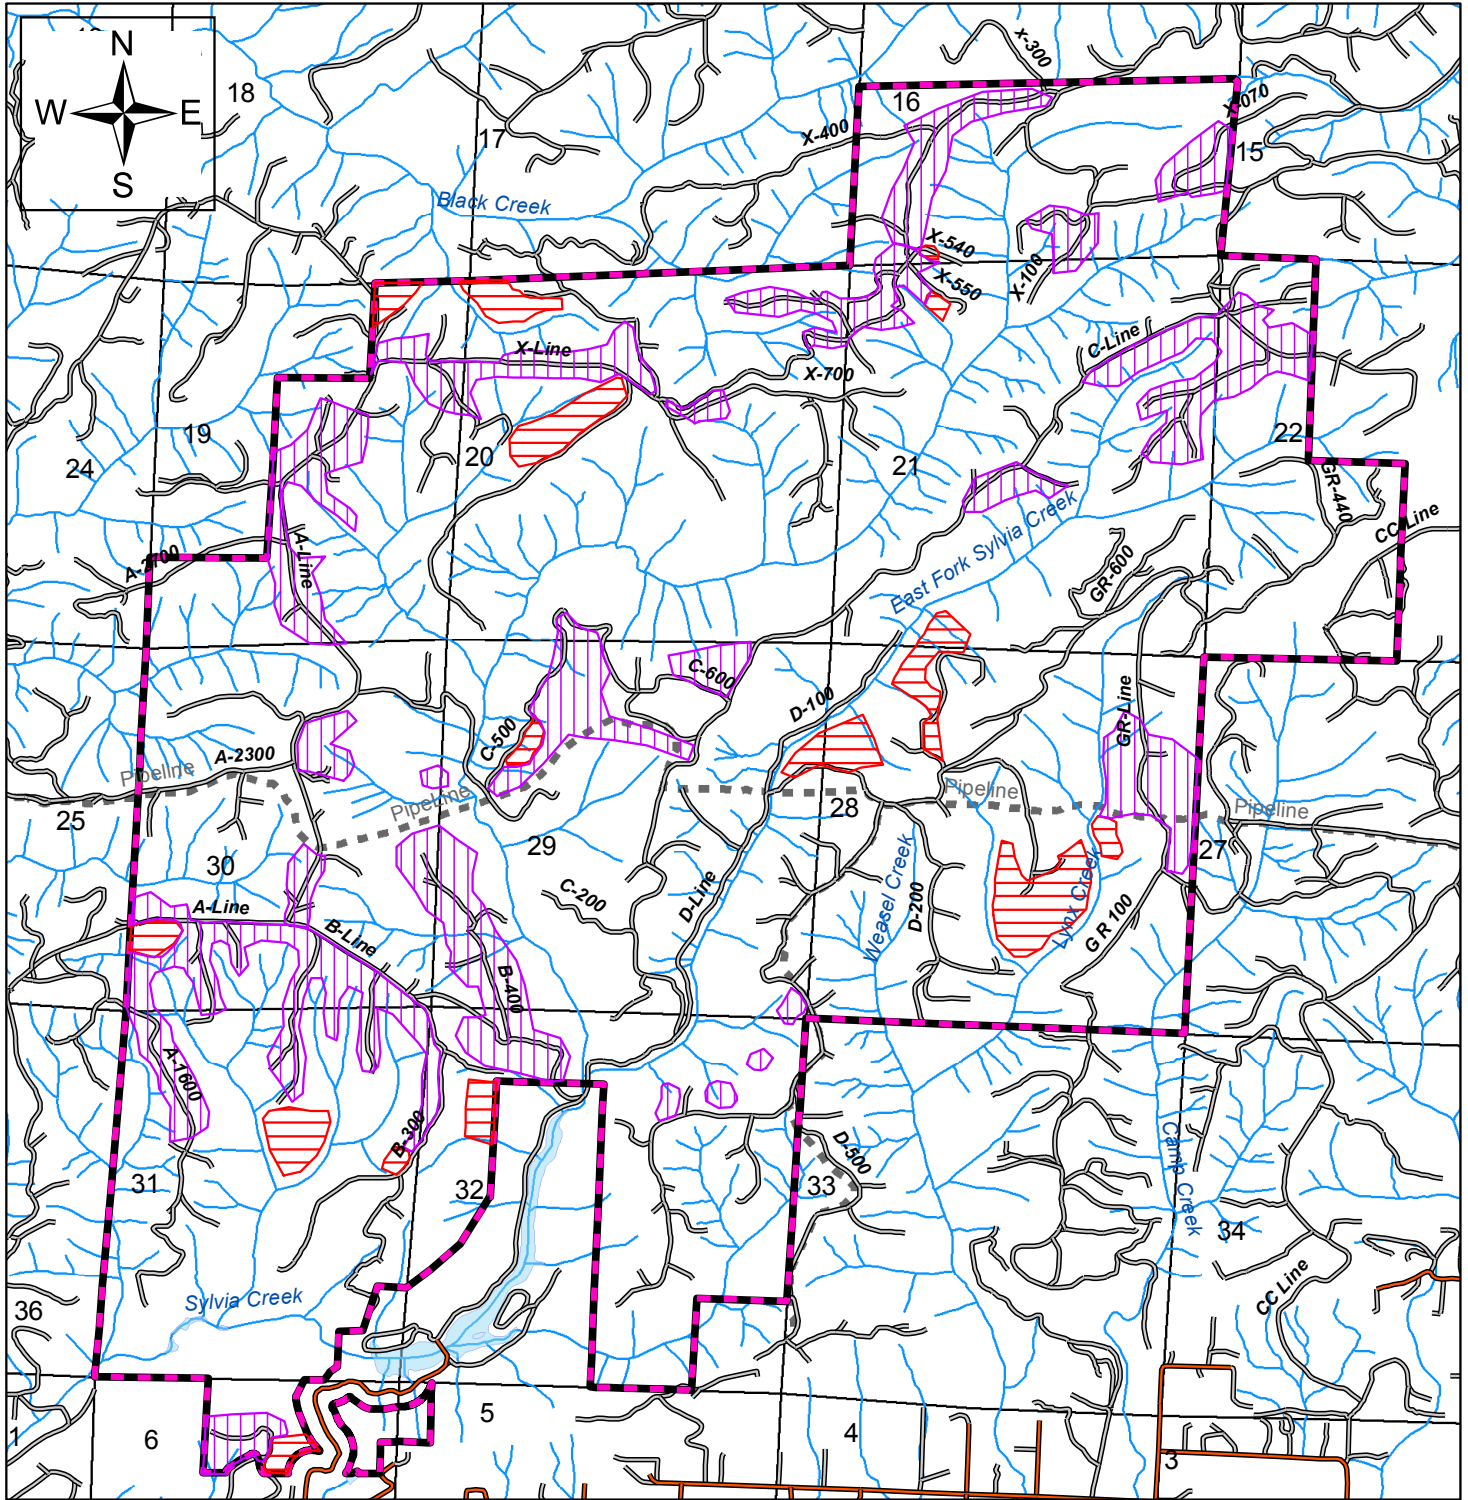 N
W E
S
18
17
16
X-300
X-070
15
X-400
Black Creek
X-540
X-550
X-100
X-Line
C-Line
X-700
19
24
20
21
22
GR-440
CC Line
A-Line
A-2700
East Fork Sylvia Creek
GR-600
C-600
D-100
GR-Line
C-500
A-2300
Pipeline
Pipeline
Pipeline
Pipeline
25
30
29
28
27
A-Line
B-Line
C-200
D-Line
Weasel Creek
D-200
Lynx Creek
G R 100
B-400
A-1600
B-300
D-500
Camp Creek
31
32
33
34
CC Line
Sylvia Creek
36
1
6
5
4
3